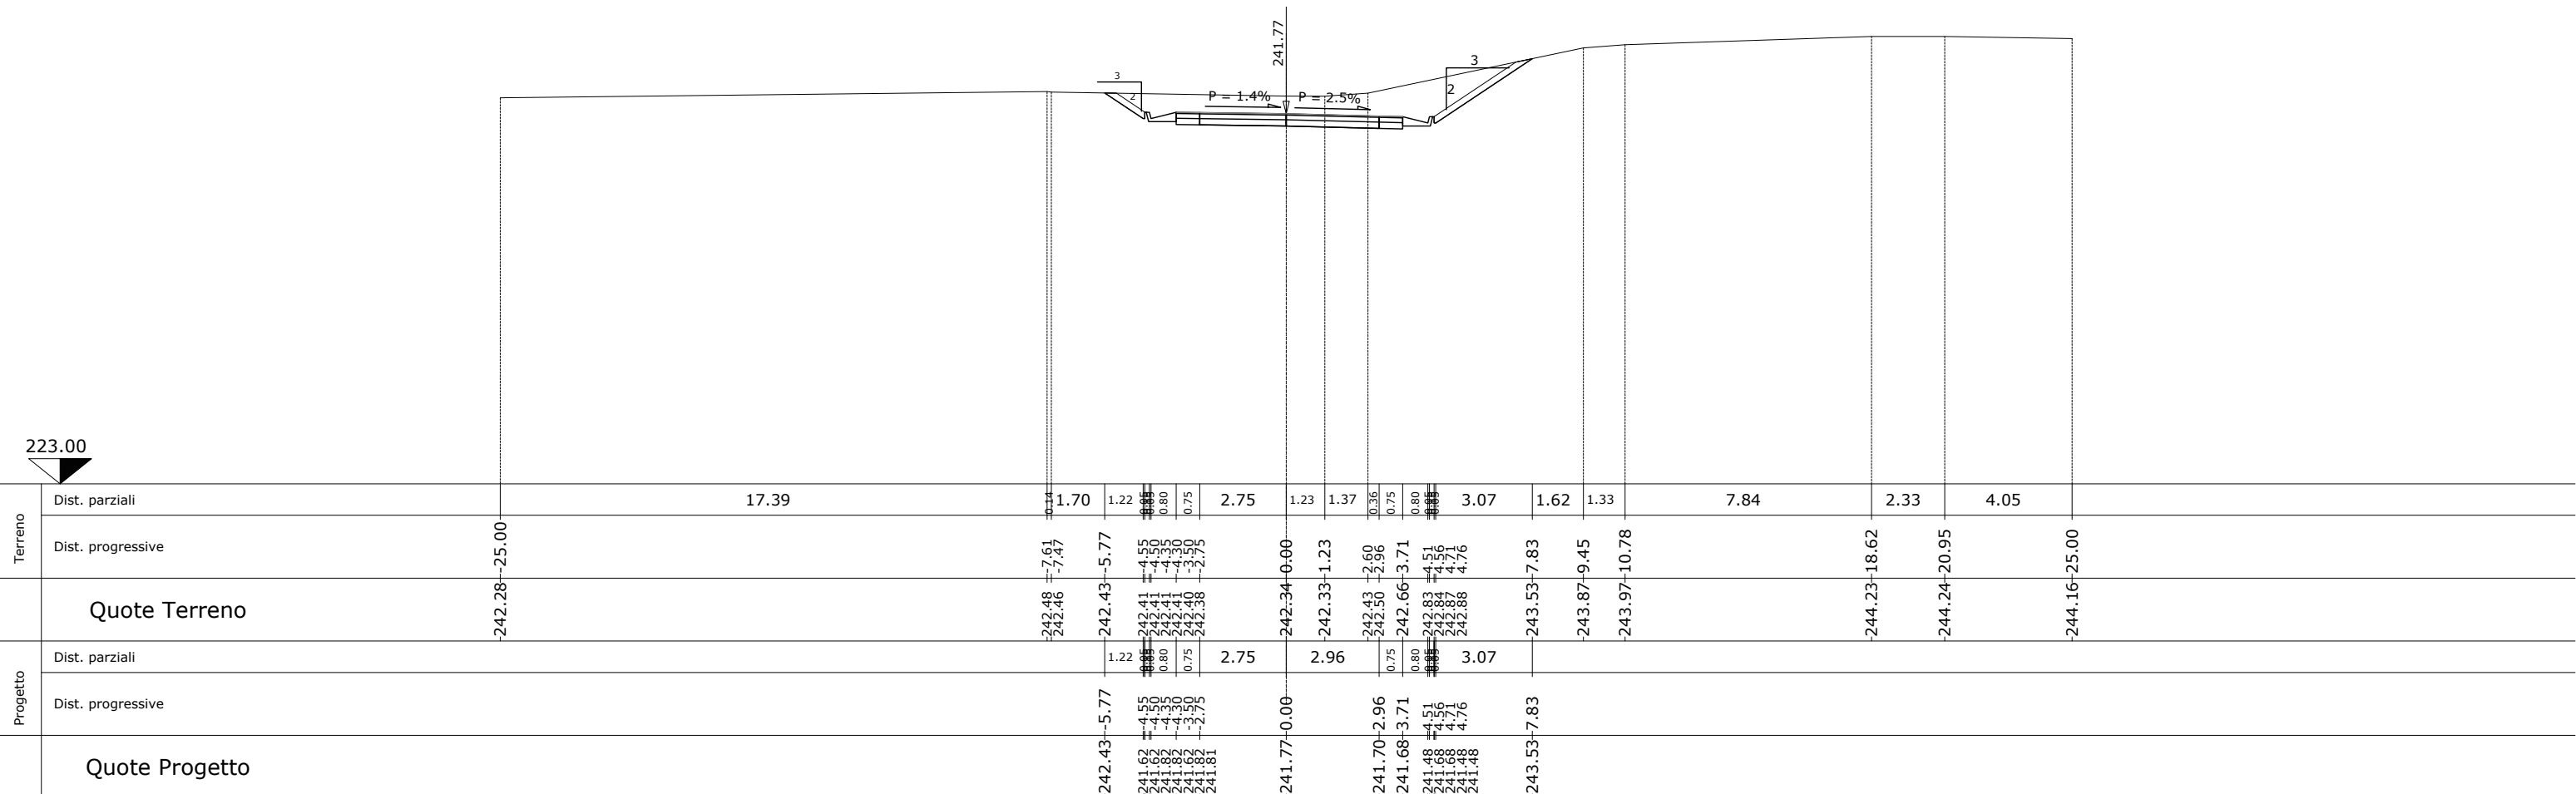 241.77
3
2
P = 1.4%
P = 2.5%
3
2
223.00
Terreno
Dist. parziali
17.39 0.14 1.70 1.22 0.80 0.75 2.75 1.23 1.37 0.36 0.75 0.80 3.07 1.62 1.33 7.84 2.33 4.05
Dist. progressive
-25.00 -7.61 -7.47 -5.77 -4.55 -4.50 -4.35 -4.30 -3.50 -2.75 0.00 1.23 2.60 2.96 3.71 4.51 4.56 4.71 4.76 7.83 9.45 10.78 18.62 20.95 25.00
Quote Terreno
242.28 242.48 242.46 242.43 242.41 242.41 242.41 242.41 242.40 242.38 242.34 242.33 242.43 242.50 242.66 242.83 242.84 242.87 242.88 243.53 243.87 243.97 244.23 244.24 244.16
Progetto
Dist. parziali
1.22 0.80 0.75 2.75 2.96 0.75 0.80 3.07
Dist. progressive
-5.77 -4.55 -4.50 -4.35 -4.30 -3.50 -2.75 0.00 2.96 3.71 4.51 4.56 4.71 4.76 7.83
Quote Progetto
242.43 241.62 241.62 241.82 241.82 241.62 241.82 241.81 241.77 241.70 241.68 241.48 241.68 241.68 241.48 241.48 243.53